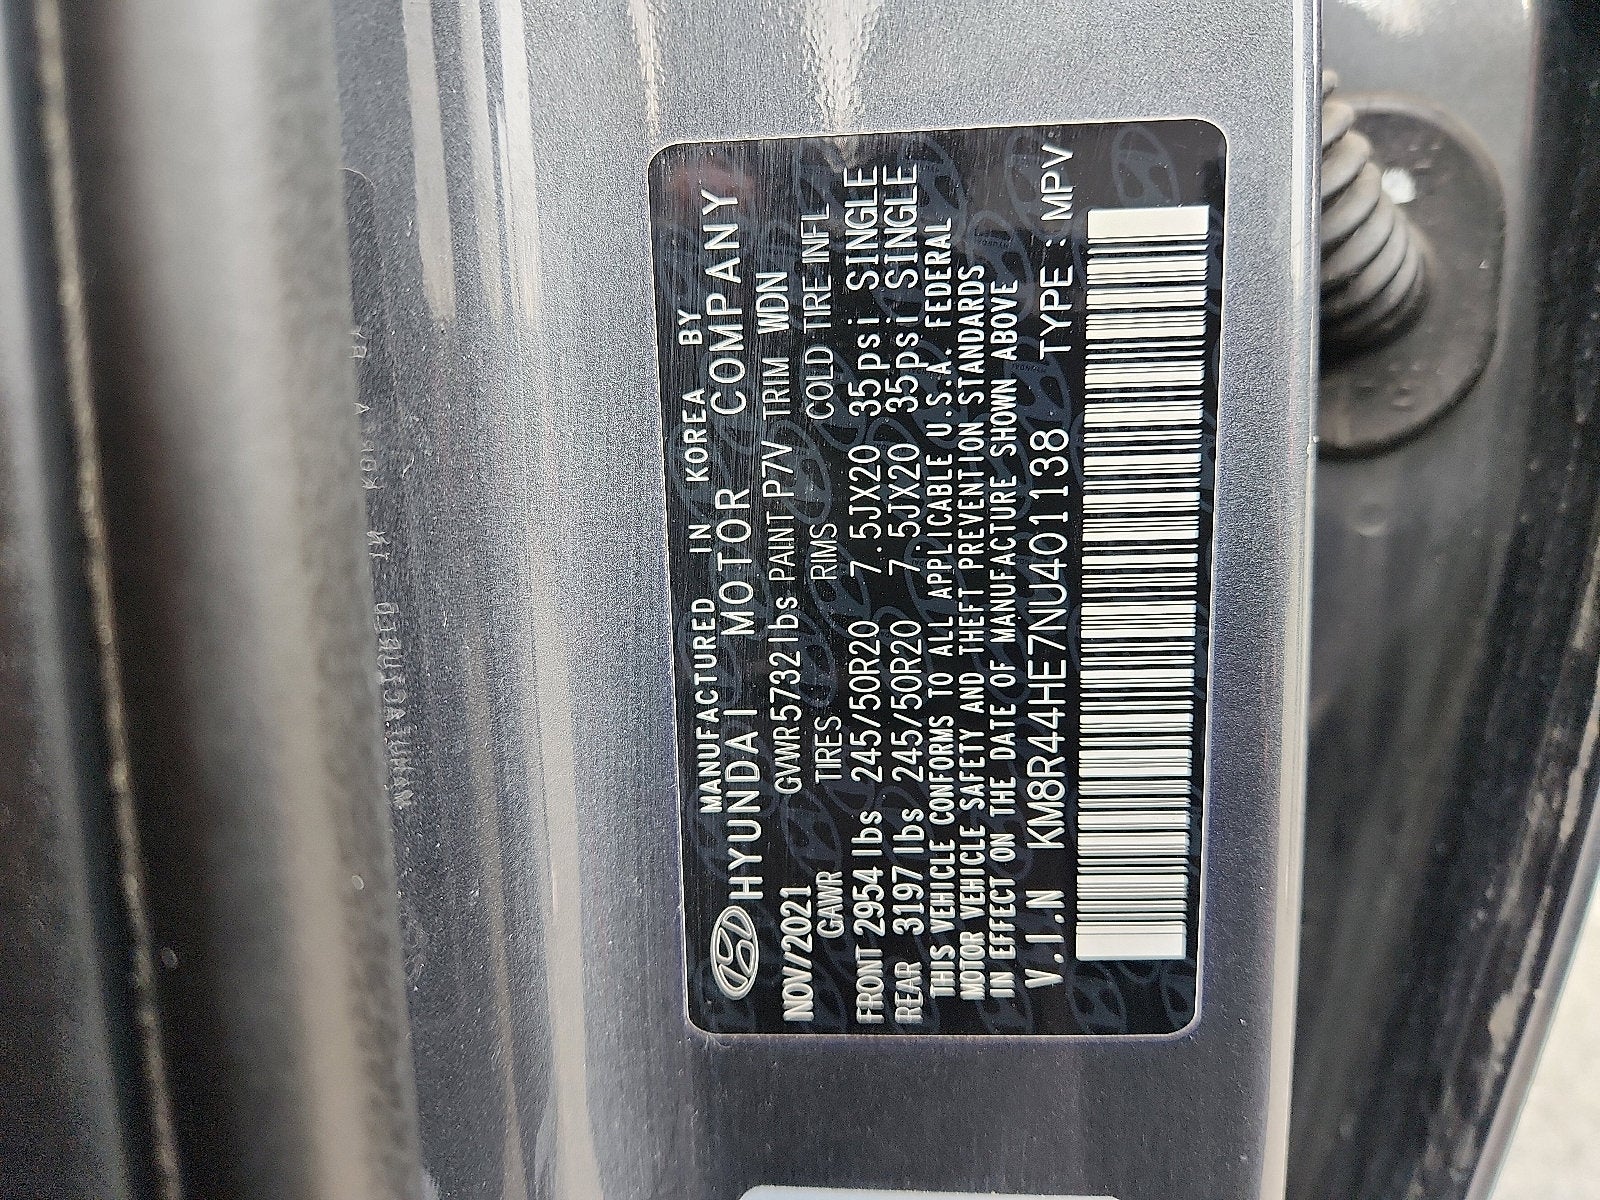 MANUFACTURED IN KOREA BY
HYUNDAI MOTOR COMPANY
NOV/2021 GVWR 5732 lbs PAINT P7V TRIM WDN
GAWR TIRES RIMS COLD TIRE INFL
FRONT 2954 lbs 245/50R20 7.5JX20 35psi SINGLE
REAR 3197 lbs 245/50R20 7.5JX20 35psi SINGLE
THIS VEHICLE CONFORMS TO ALL APPLICABLE U.S.A. FEDERAL
MOTOR VEHICLE SAFETY AND THEFT PREVENTION STANDARDS
IN EFFECT ON THE DATE OF MANUFACTURE SHOWN ABOVE
V.I.N KM8R44HE7NU401138 TYPE : MPV